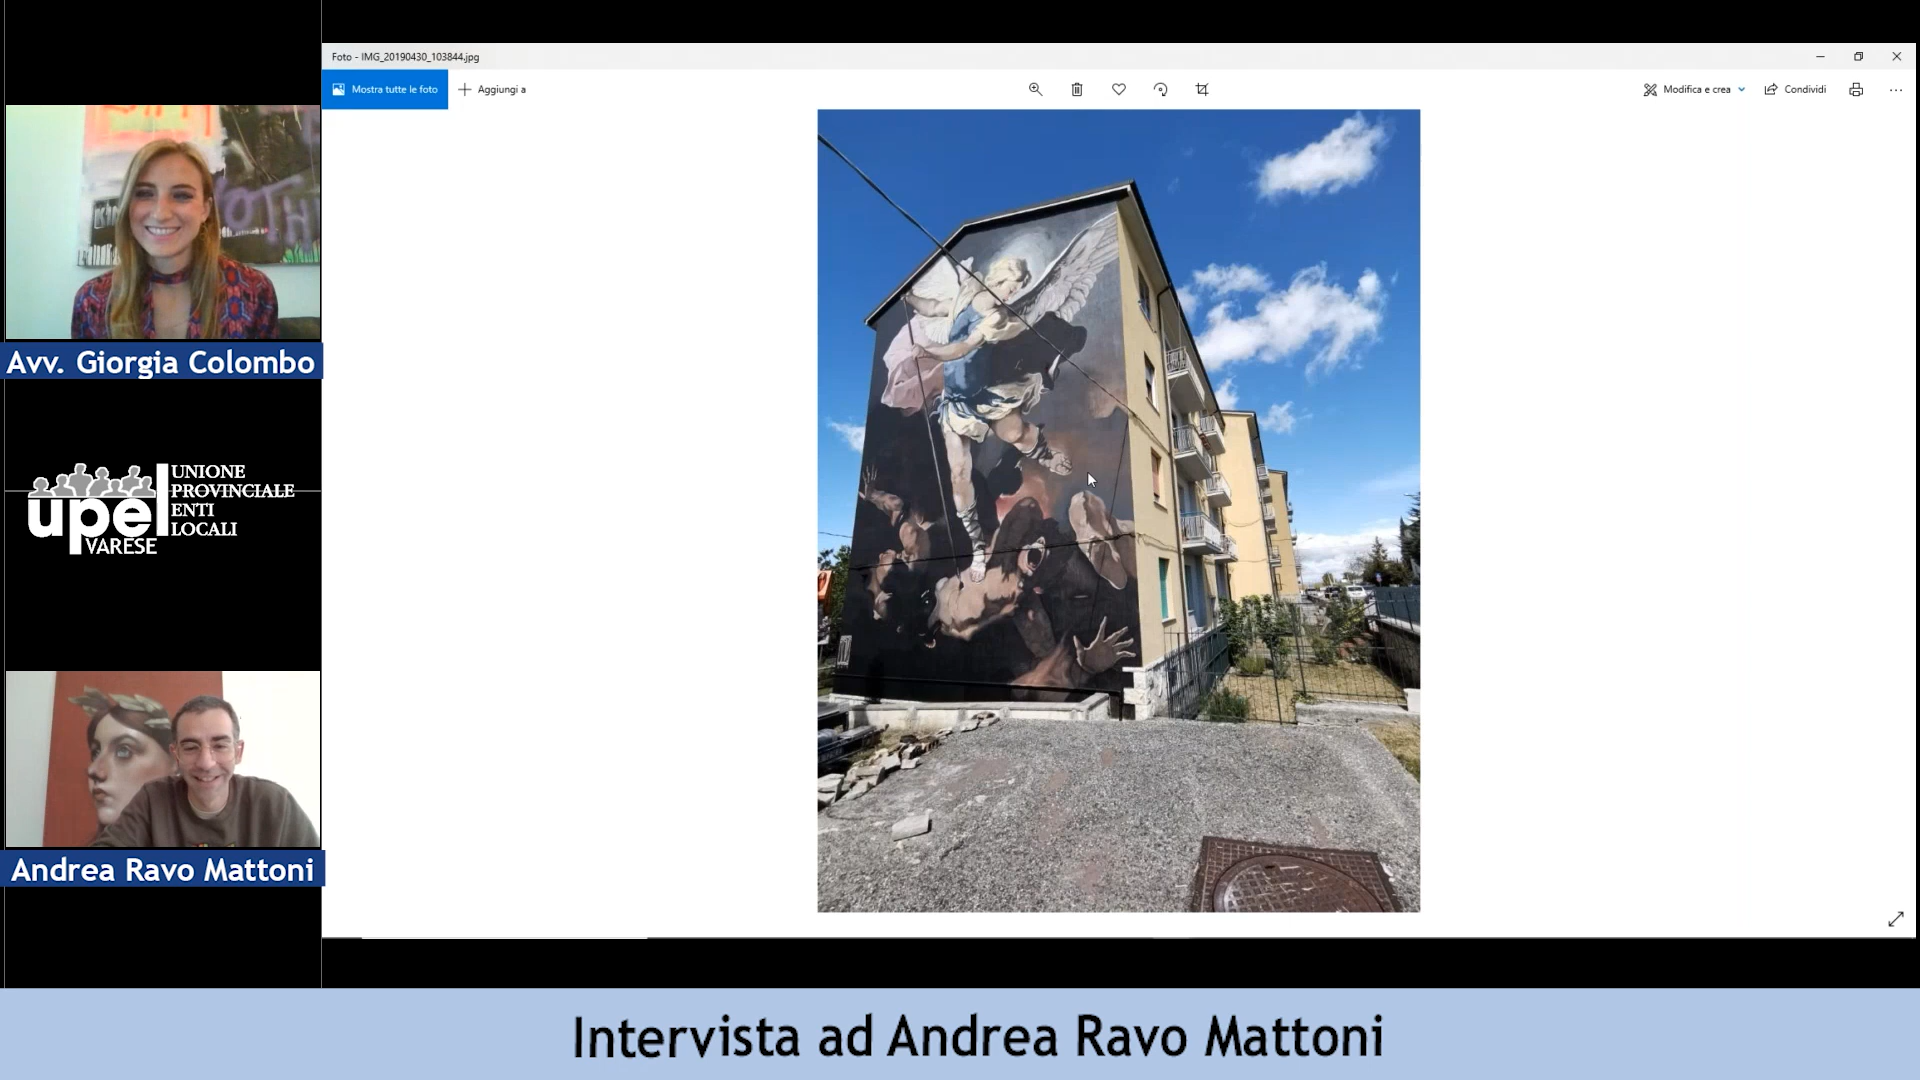 Foto - IMG_20190430_103844.jpg
Mostra tutte le foto
Aggiungi a
Modifica e crea
Condividi
Avv. Giorgia Colombo
upel
VARESE
UNIONE
PROVINCIALE
ENTI
LOCALI
Andrea Ravo Mattoni
Intervista ad Andrea Ravo Mattoni